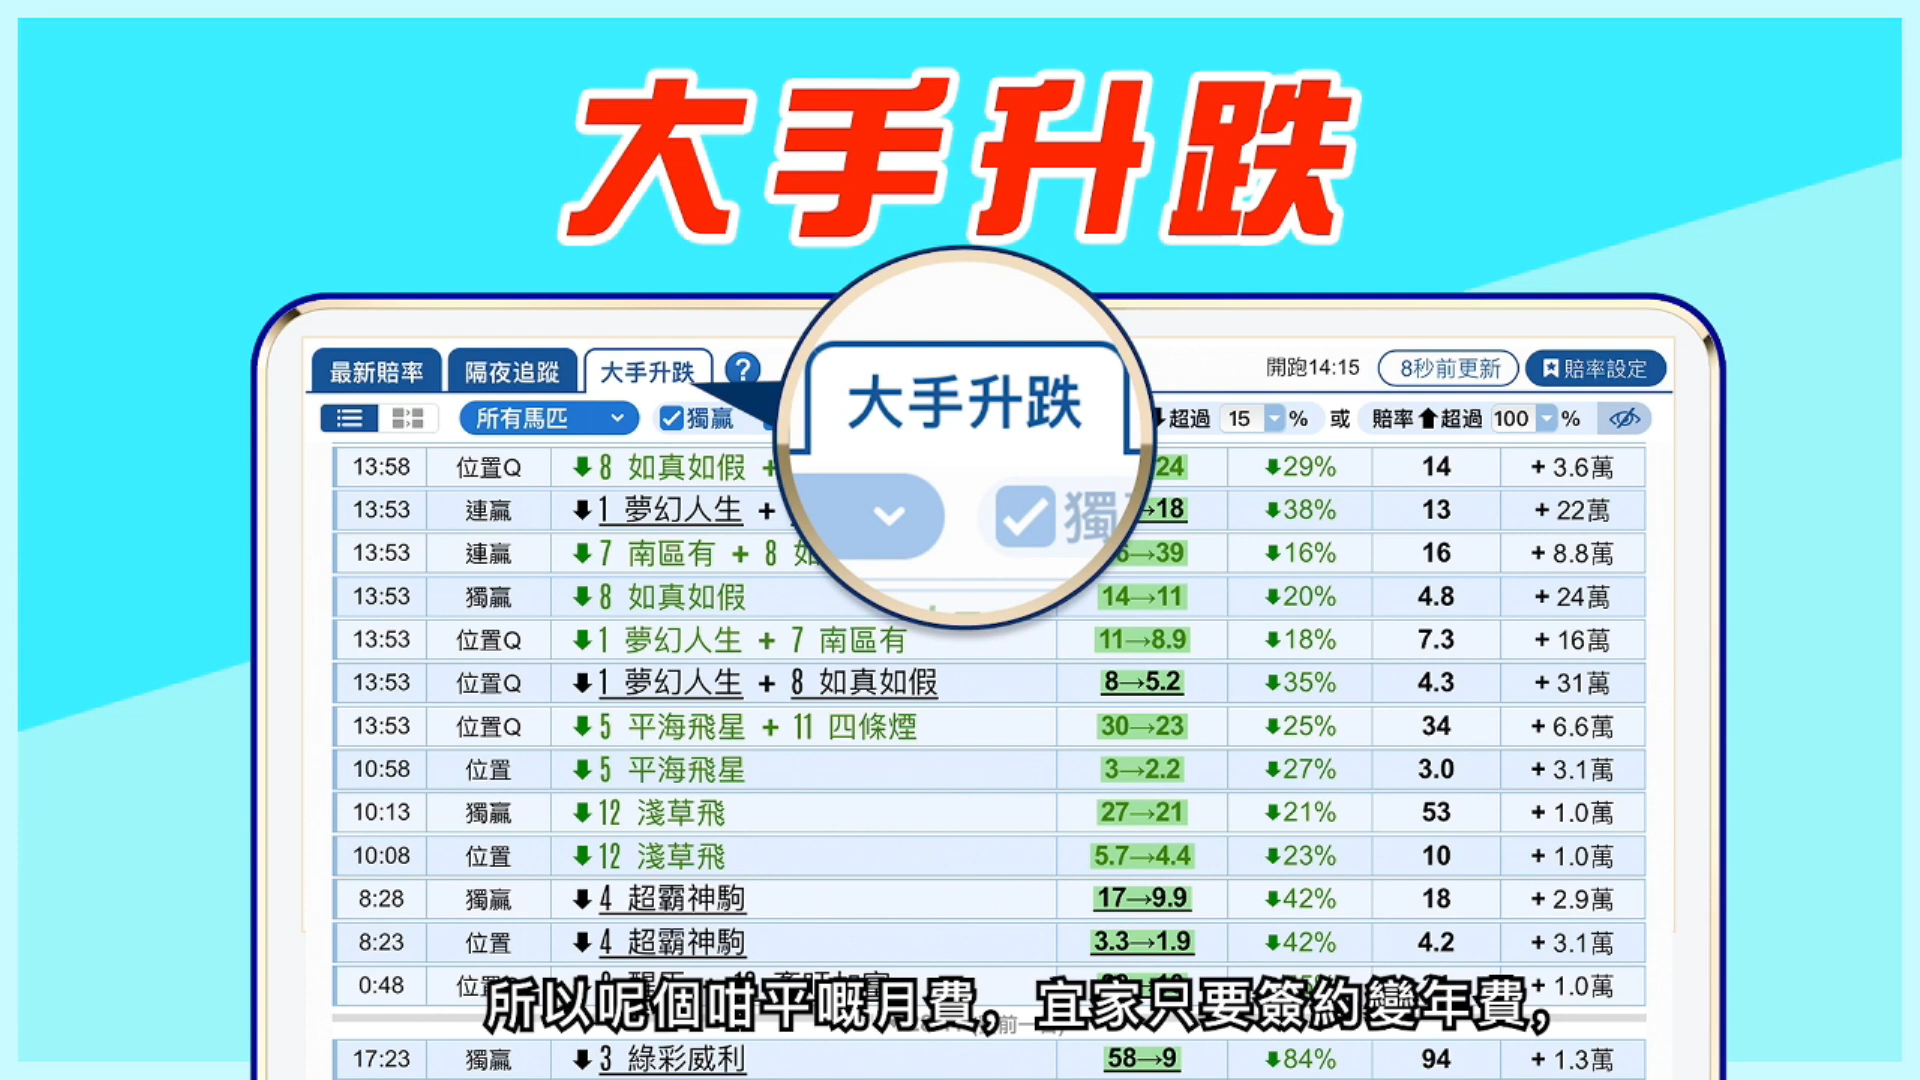 大手升跌
最新賠率 隔夜追蹤 大手升跌 ? 大手升跌 開跑14:15 8秒前更新 賠率設定
所有馬匹 獨贏 超過 15 % 或 賠率⬆超過 100 %
獨
13:58 位置Q ⬇8 如真如假 + 24 ⬇29% 14 + 3.6萬
13:53 連贏 ⬇1 夢幻人生 + →18 ⬇38% 13 + 22萬
13:53 連贏 ⬇7 南區有 + 8 如 6→39 ⬇16% 16 + 8.8萬
13:53 獨贏 ⬇8 如真如假 14→11 ⬇20% 4.8 + 24萬
13:53 位置Q ⬇1 夢幻人生 + 7 南區有 11→8.9 ⬇18% 7.3 + 16萬
13:53 位置Q ⬇1 夢幻人生 + 8 如真如假 8→5.2 ⬇35% 4.3 + 31萬
13:53 位置Q ⬇5 平海飛星 + 11 四條煙 30→23 ⬇25% 34 + 6.6萬
10:58 位置 ⬇5 平海飛星 3→2.2 ⬇27% 3.0 + 3.1萬
10:13 獨贏 ⬇12 淺草飛 27→21 ⬇21% 53 + 1.0萬
10:08 位置 ⬇12 淺草飛 5.7→4.4 ⬇23% 10 + 1.0萬
8:28 獨贏 ⬇4 超霸神駒 17→9.9 ⬇42% 18 + 2.9萬
8:23 位置 ⬇4 超霸神駒 3.3→1.9 ⬇42% 4.2 + 3.1萬
0:48 位 + 1.0萬
所以呢個咁平嘅月費, 宜家只要簽約變年費,
17:23 獨贏 ⬇3 綠彩威利 58→9 ⬇84% 94 + 1.3萬